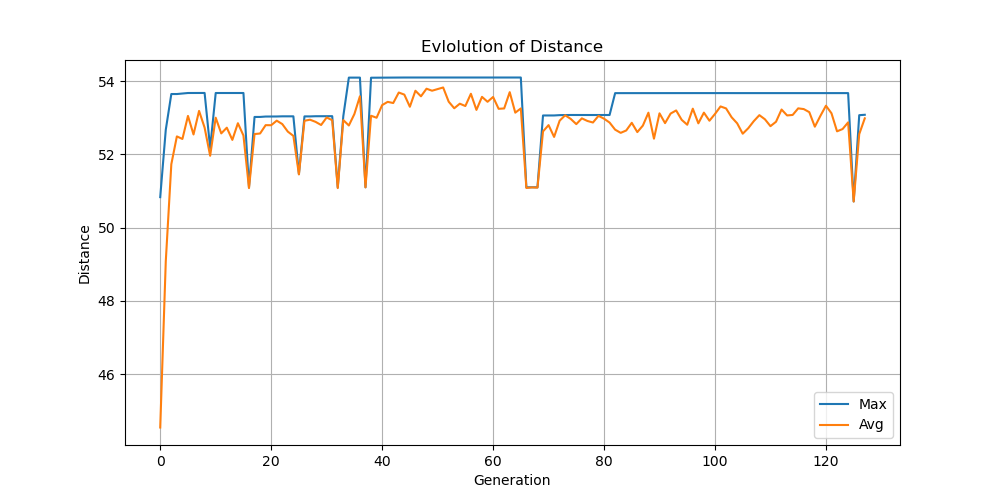 Evlolution of Distance
54
52
50
48
46
Distance
0 20 40 60 80 100 120
Generation
Max
Avg